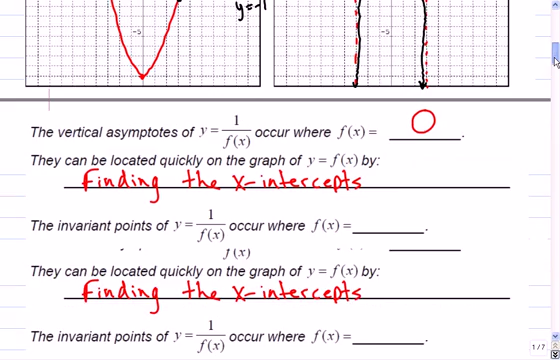 y=-1
-5
-5
The vertical asymptotes of y = 1/f(x) occur where f(x) = 0.
They can be located quickly on the graph of y = f(x) by:
Finding the x-intercepts
The invariant points of y = 1/f(x) occur where f(x) = ________.
f(x)
They can be located quickly on the graph of y = f(x) by:
Finding the x-intercepts
The invariant points of y = 1/f(x) occur where f(x) = ________.
1/7